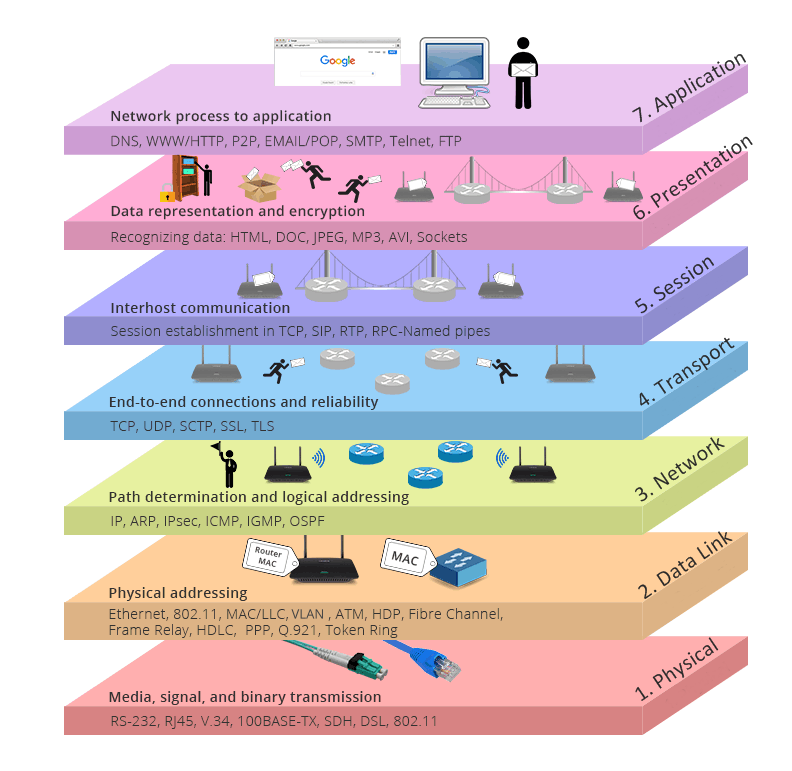 Google
7. Application
Network process to application
DNS, WWW/HTTP, P2P, EMAIL/POP, SMTP, Telnet, FTP
6. Presentation
Data representation and encryption
Recognizing data: HTML, DOC, JPEG, MP3, AVI, Sockets
5. Session
Interhost communication
Session establishment in TCP, SIP, RTP, RPC-Named pipes
4. Transport
End-to-end connections and reliability
TCP, UDP, SCTP, SSL, TLS
3. Network
Path determination and logical addressing
IP, ARP, IPsec, ICMP, IGMP, OSPF
Router
MAC
MAC
2. Data Link
Physical addressing
Ethernet, 802.11, MAC/LLC, VLAN , ATM, HDP, Fibre Channel,
Frame Relay, HDLC, PPP, Q.921, Token Ring
1. Physical
Media, signal, and binary transmission
RS-232, RJ45, V.34, 100BASE-TX, SDH, DSL, 802.11